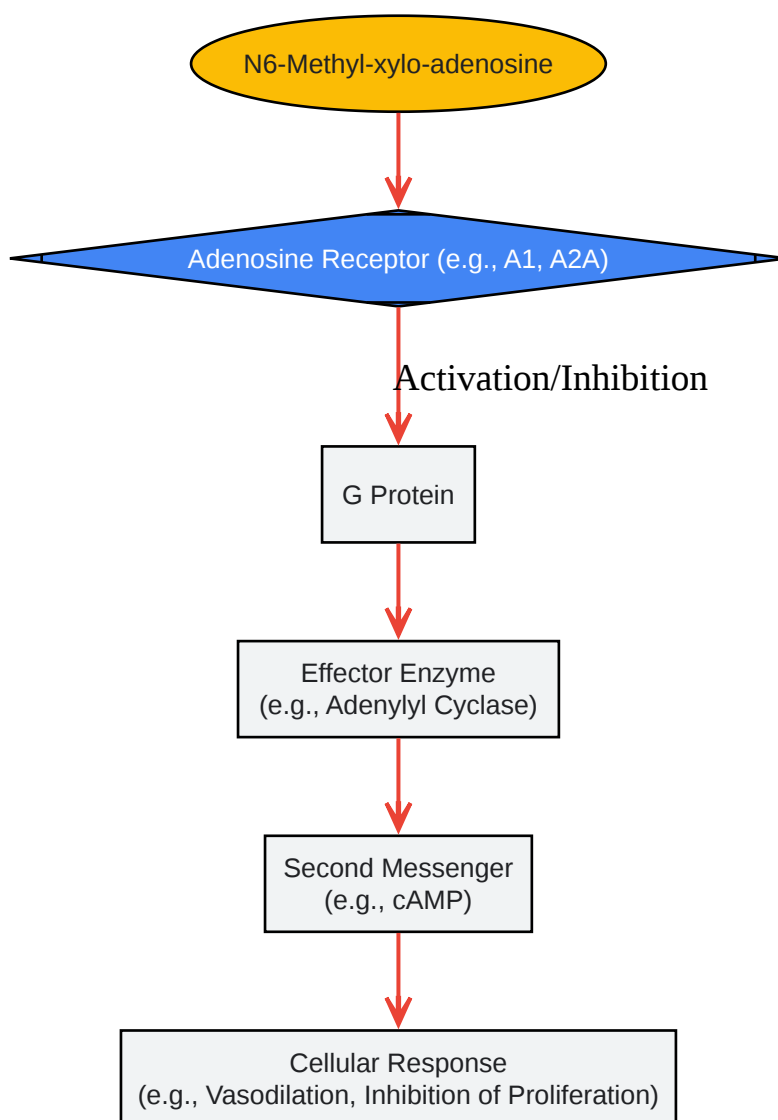 N6-Methyl-xylo-adenosine
Adenosine Receptor (e.g., A1, A2A)
Activation/Inhibition
G Protein
Effector Enzyme
(e.g., Adenylyl Cyclase)
Second Messenger
(e.g., cAMP)
Cellular Response
(e.g., Vasodilation, Inhibition of Proliferation)